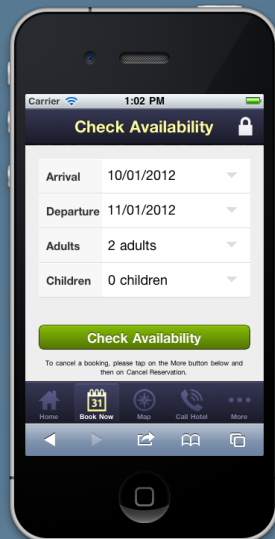 Carrier 1:02 PM
Check Availability
Arrival 10/01/2012
Departure 11/01/2012
Adults 2 adults
Children 0 children
Check Availability
To cancel a booking, please tap on the More button below and
then on Cancel Reservation.
31
Home Book Now Map Call Hotel More